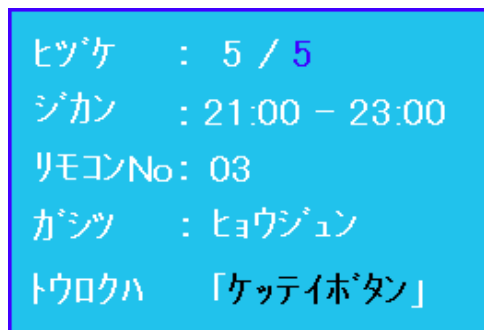 ﾋﾂﾞｹ : 5 / 5
ｼﾞｶﾝ : 21:00 − 23:00
ﾘﾓｺﾝNo: 03
ｶﾞｼﾂ : ﾋｮｳｼﾞｭﾝ
ﾄｳﾛｸﾊ 「ｹｯﾃｲﾎﾞﾀﾝ」